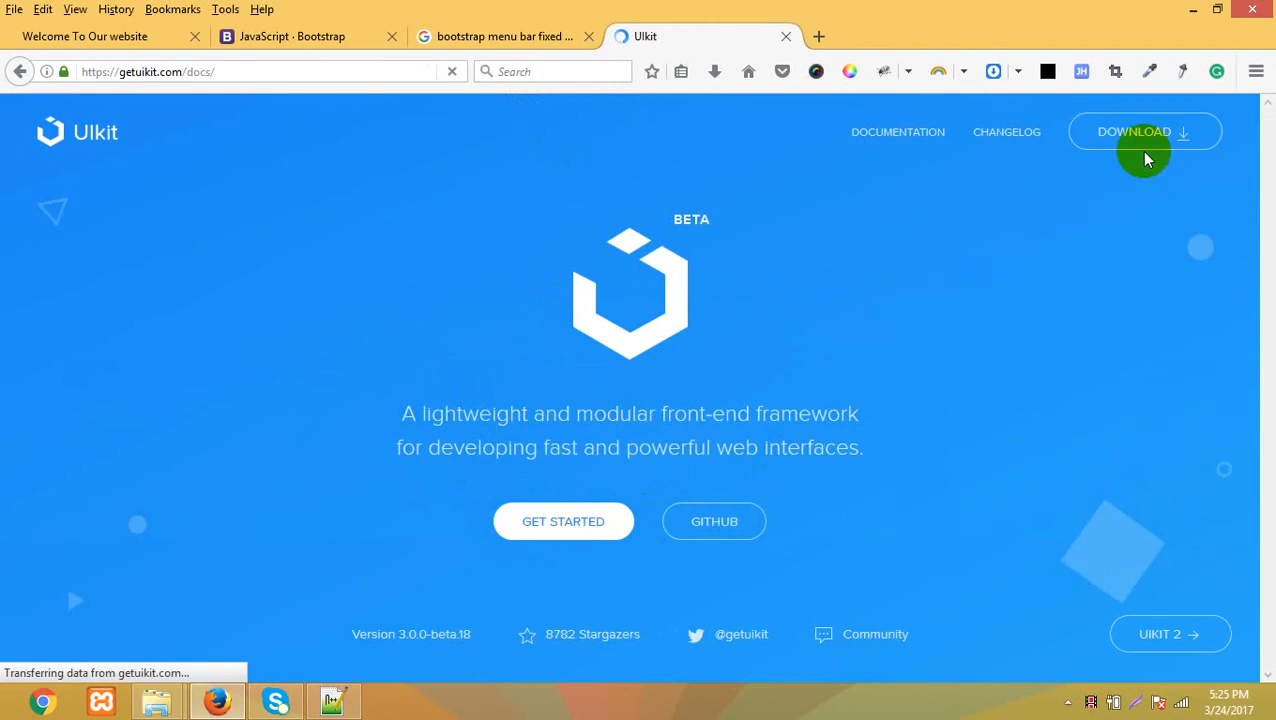 File Edit View History Bookmarks Tools Help
Welcome To Our website
JavaScript · Bootstrap
bootstrap menu bar fixed ...
UIkit
https://getuikit.com/docs/
Search
JH
UIkit
DOCUMENTATION
CHANGELOG
DOWNLOAD
BETA
A lightweight and modular front-end framework
for developing fast and powerful web interfaces.
GET STARTED
GITHUB
Version 3.0.0-beta.18
8782 Stargazers
@getuikit
Community
UIKIT 2
Transferring data from getuikit.com...
5:25 PM
3/24/2017